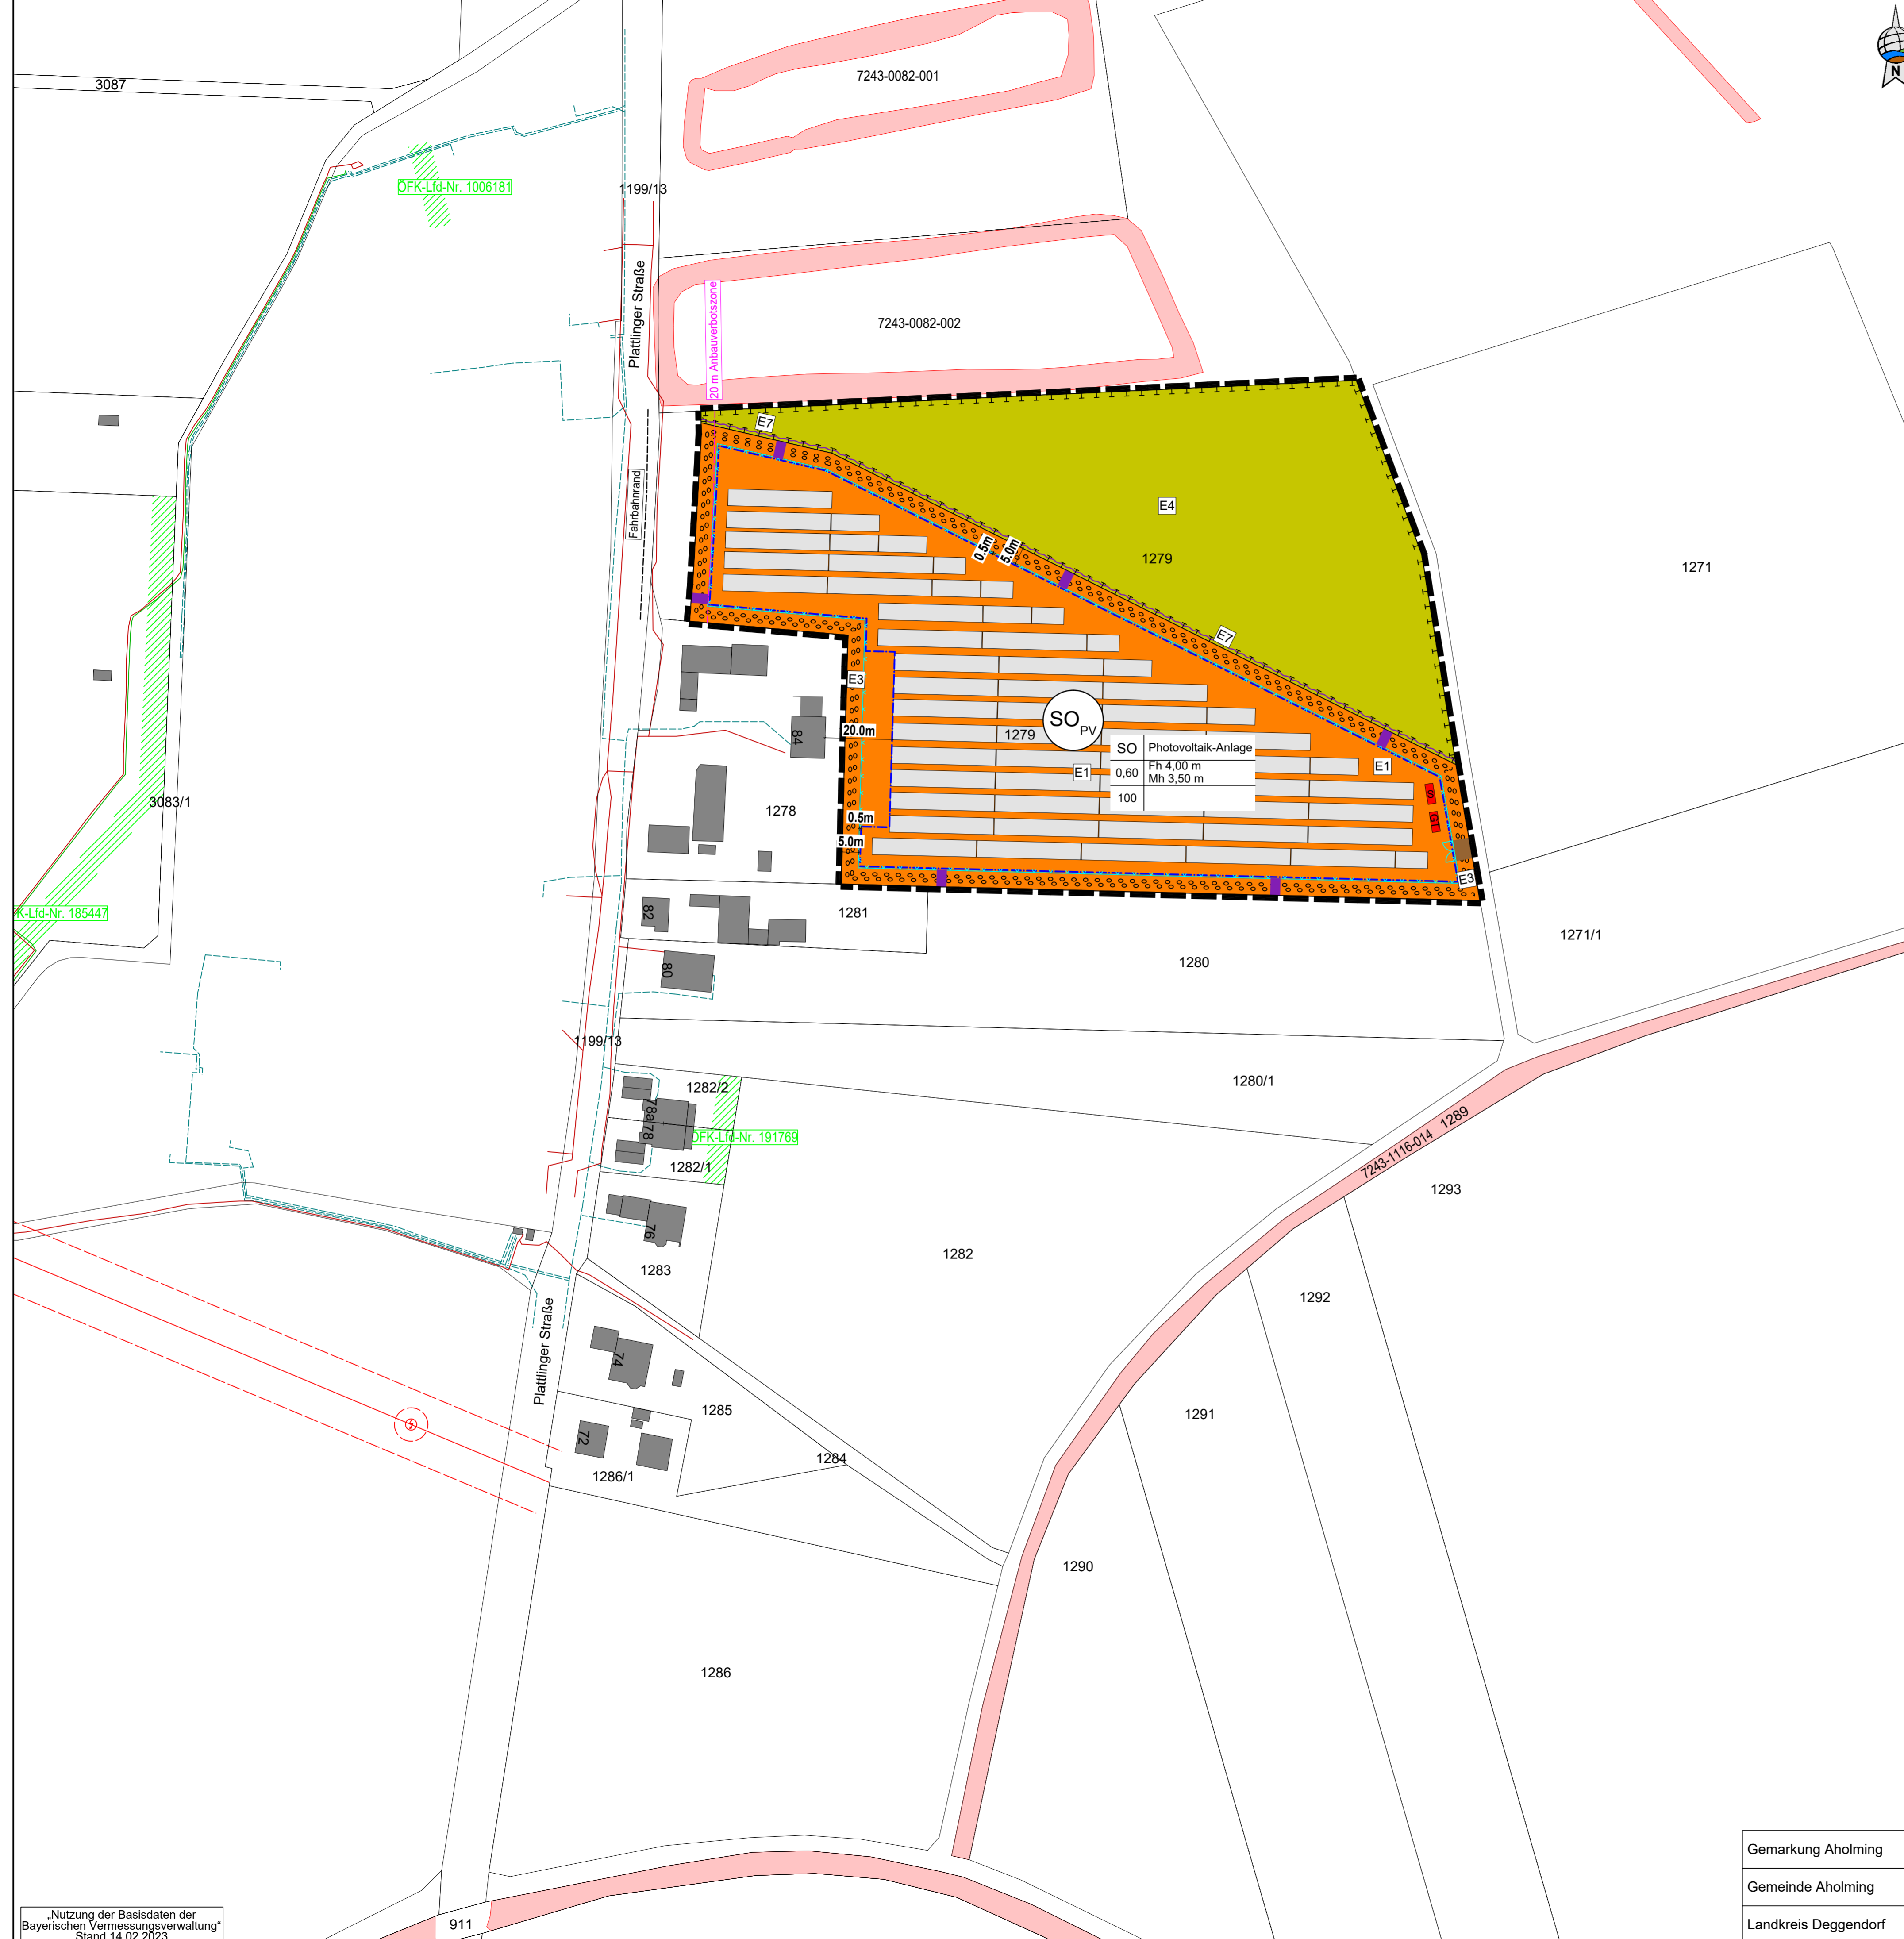 3087
7243-0082-001
N
ÖFK-Lfd-Nr. 1006181
1199/13
Plattlinger Straße
20 m Anbauverbotszone
7243-0082-002
E7
Fahrbahnrand
E4
0.5m
5.0m
1279
1271
E7
E3
SO PV
20.0m
1279
84
SO Photovoltaik-Anlage
E1
0,60
Fh 4,00 m
Mh 3,50 m
100
E1
S
GT
3083/1
1278
0.5m
5.0m
E3
K-Lfd-Nr. 185447
82
1281
1271/1
80
1280
1199/13
1282/2
1280/1
78a
78
ÖFK-Lfd-Nr. 191769
1282/1
7243-1116-014
1289
1293
76
1282
1283
1292
Plattlinger Straße
74
1285
1291
72
1284
1286/1
1290
1286
Gemarkung Aholming
Gemeinde Aholming
Landkreis Deggendorf
911
„Nutzung der Basisdaten der
Bayerischen Vermessungsverwaltung“
Stand 14.02.2023